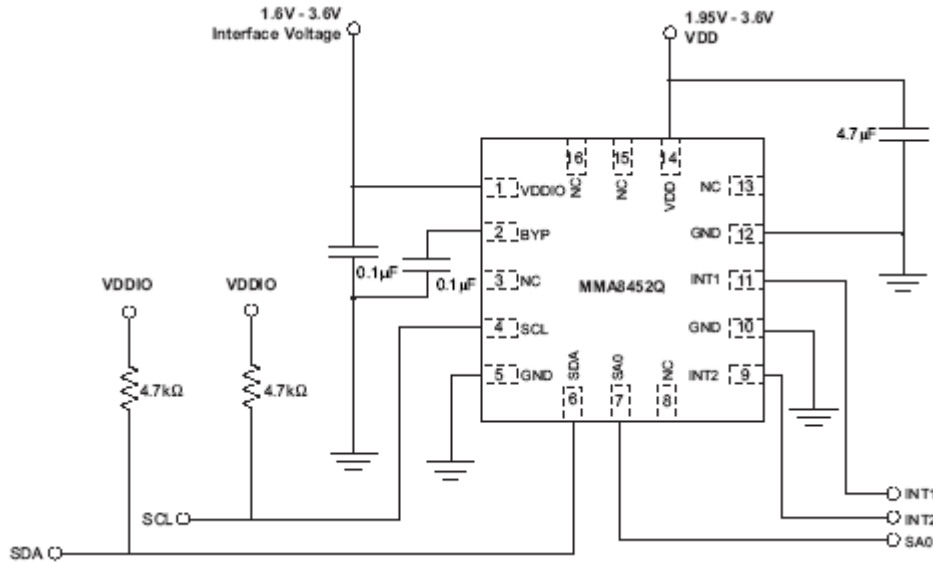 1.6V - 3.6V
Interface Voltage
1.95V - 3.6V
VDD
4.7µF
16
15
14
NC
NC
VDD
1
VDDIO
NC
13
2
BYP
GND
12
0.1µF
0.1µF
3
NC
MMA8452Q
INT1
11
VDDIO
VDDIO
4
SCL
GND
10
4.7kΩ
4.7kΩ
5
GND
SDA
SA0
NC
INT2
9
6
7
8
INT1
SCL
INT2
SA0
SDA